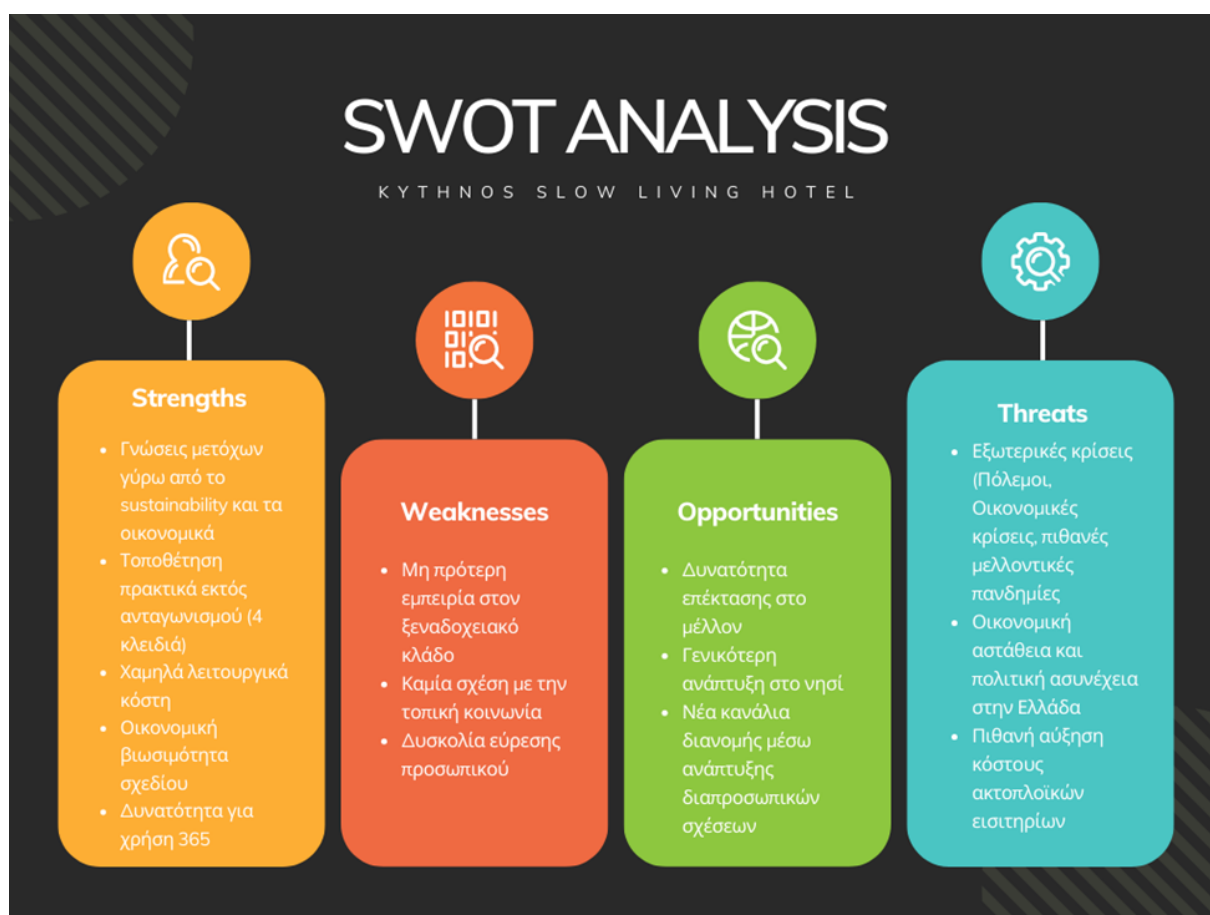 SWOT ANALYSIS
KYTHNOS SLOW LIVING HOTEL
Strengths
• Γνώσεις μετόχων
γύρω από το
sustainability και τα
οικονομικά
• Τοποθέτηση
πρακτικά εκτός
ανταγωνισμού (4
κλειδιά)
• Χαμηλά λειτουργικά
κόστη
• Οικονομική
βιωσιμότητα
σχεδίου
• Δυνατότητα για
χρήση 365
Weaknesses
• Μη πρότερη
εμπειρία στον
ξεναδοχειακό
κλάδο
• Καμία σχέση με την
τοπική κοινωνία
• Δυσκολία εύρεσης
προσωπικού
Opportunities
• Δυνατότητα
επέκτασης στο
μέλλον
• Γενικότερη
ανάπτυξη στο νησί
• Νέα κανάλια
διανομής μέσω
ανάπτυξης
διαπροσωπικών
σχέσεων
Threats
• Εξωτερικές κρίσεις
(Πόλεμοι,
Οικονομικές
κρίσεις, πιθανές
μελλοντικές
πανδημίες
• Οικονομική
αστάθεια και
πολιτική ασυνέχεια
στην Ελλάδα
• Πιθανή αύξηση
κόστους
ακτοπλοϊκών
εισιτηρίων